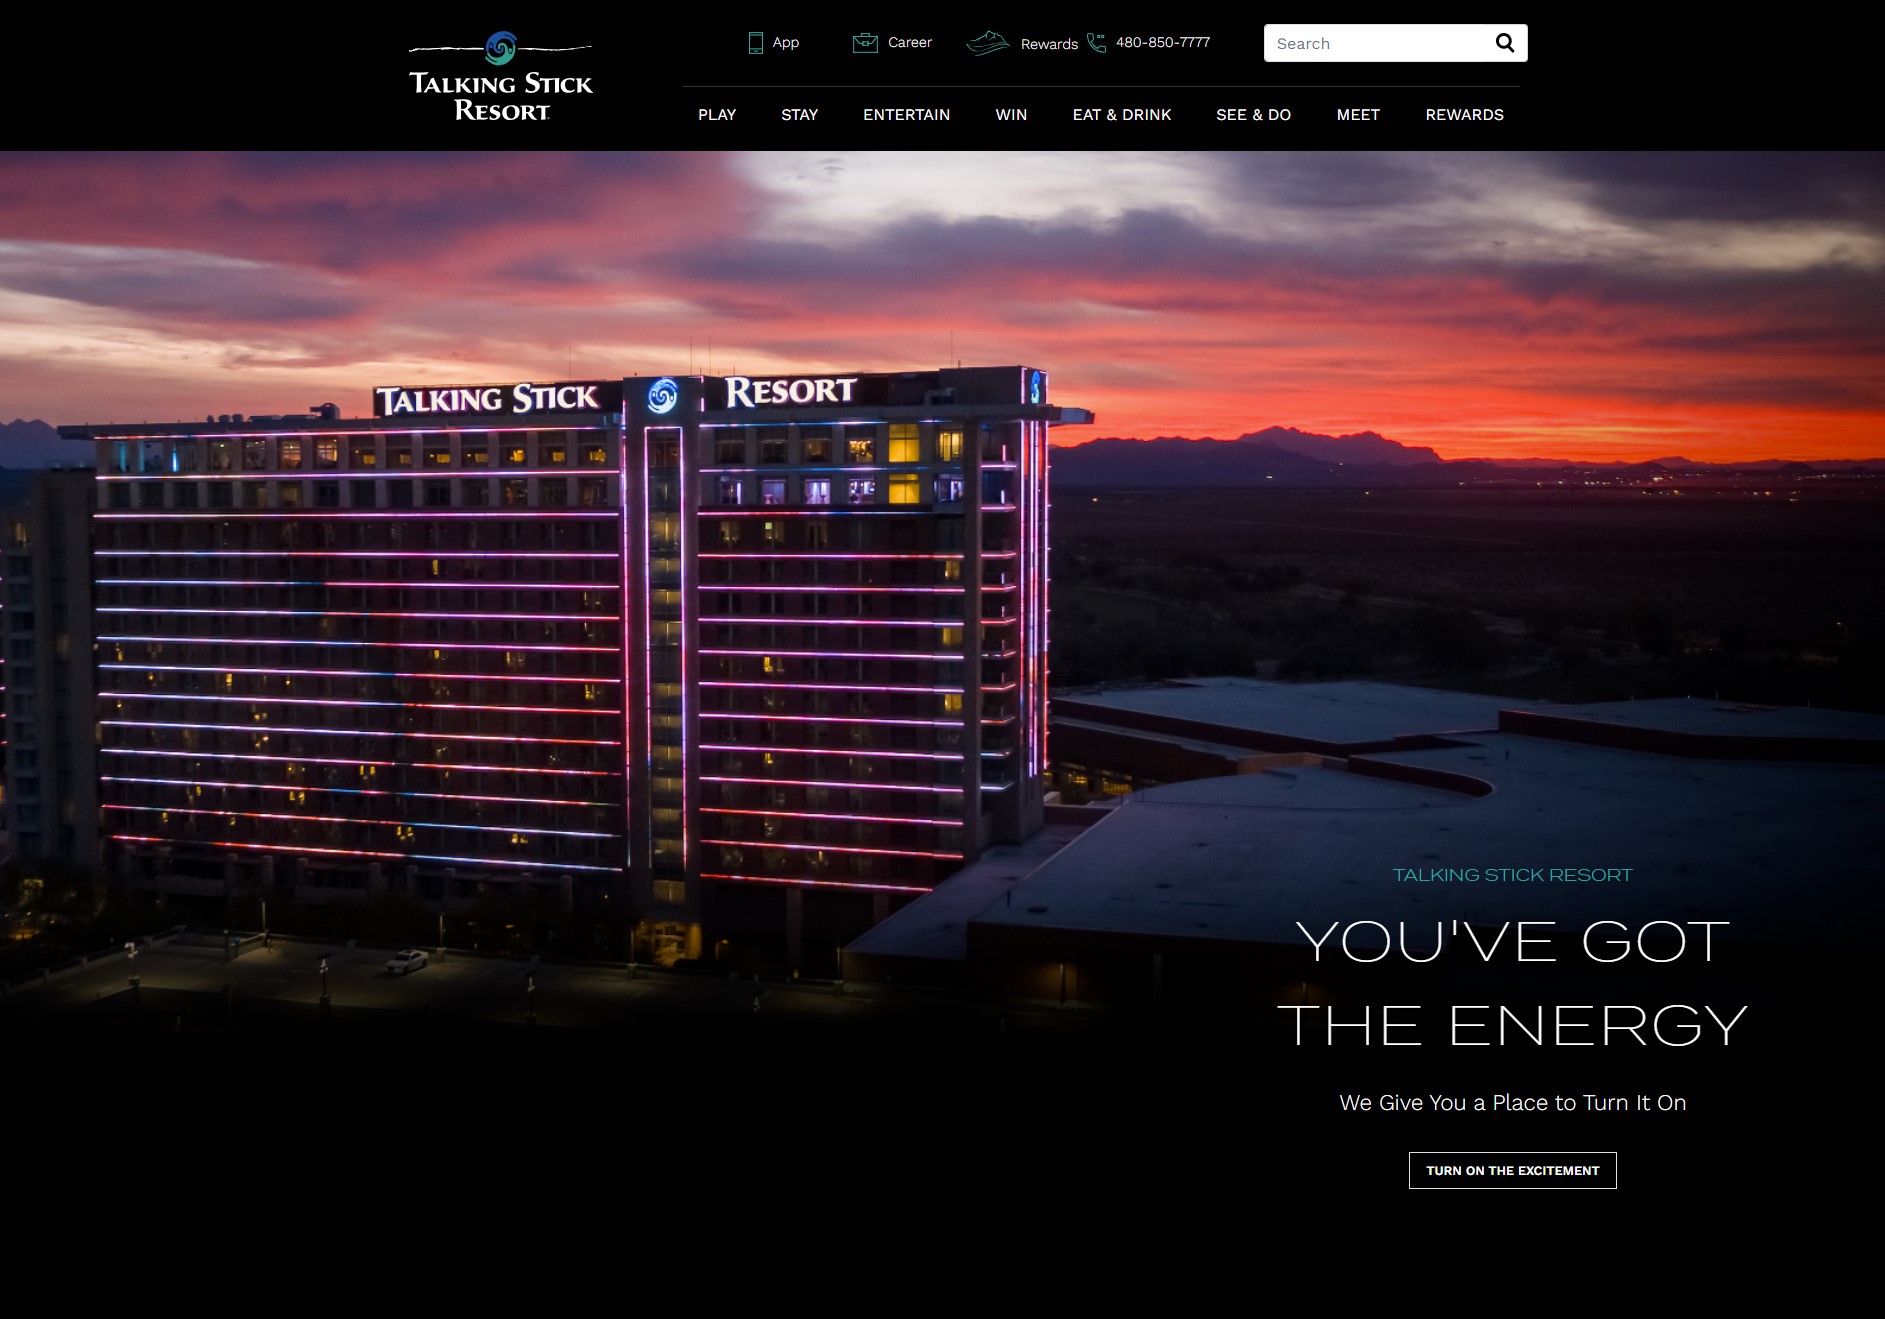 TALKING STICK
RESORT
App
Career
Rewards
480-850-7777
Search
PLAY
STAY
ENTERTAIN
WIN
EAT & DRINK
SEE & DO
MEET
REWARDS
TALKING STICK RESORT
TALKING STICK RESORT
YOU'VE GOT
THE ENERGY
We Give You a Place to Turn It On
TURN ON THE EXCITEMENT